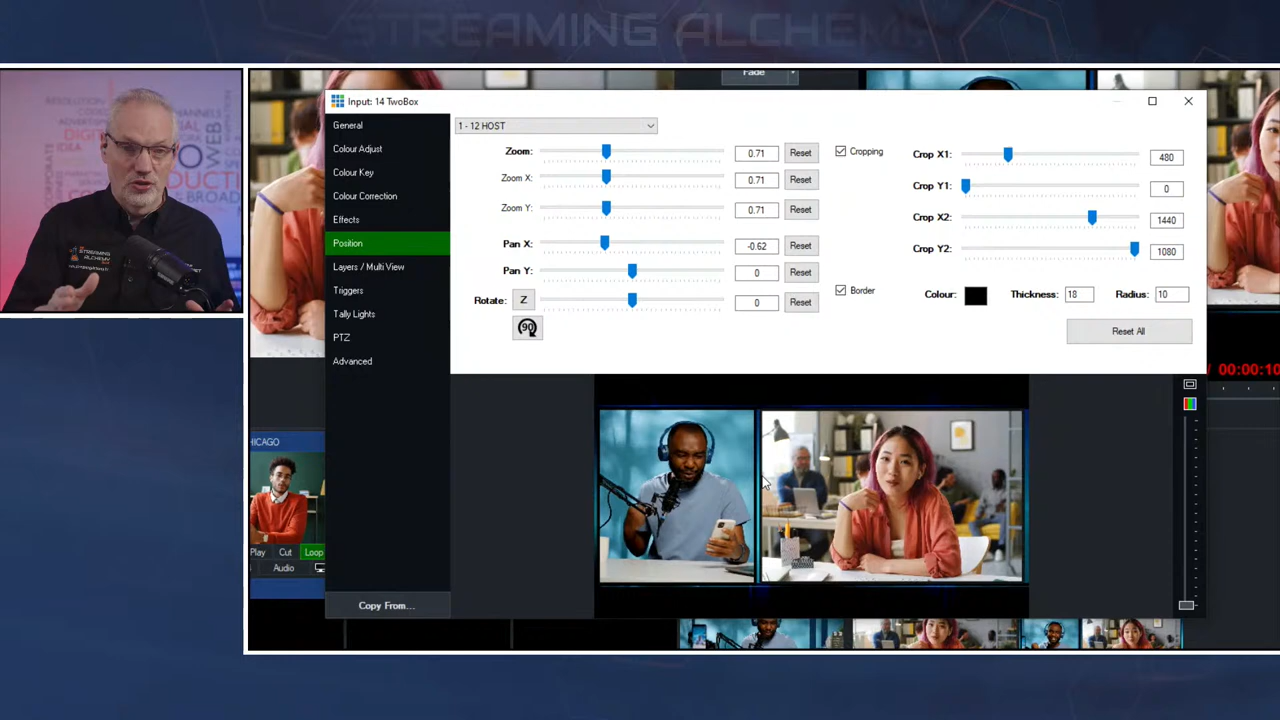 STREAMING ALCHEMY
Fade
Input: 14 TwoBox
General
Colour Adjust
Colour Key
Colour Correction
Effects
Position
Layers / Multi View
Triggers
Tally Lights
PTZ
Advanced
Copy From...
1 - 12 HOST
Zoom: 0.71 Reset
Zoom X: 0.71 Reset
Zoom Y: 0.71 Reset
Pan X: -0.62 Reset
Pan Y: 0 Reset
Rotate: Z 0 Reset
90
Cropping
Crop X1: 480
Crop Y1: 0
Crop X2: 1440
Crop Y2: 1080
Border
Colour: Thickness: 18 Radius: 10
Reset All
00:00:10
HICAGO
Play Cut Loop
Audio
STREAMING
ALCHEMY